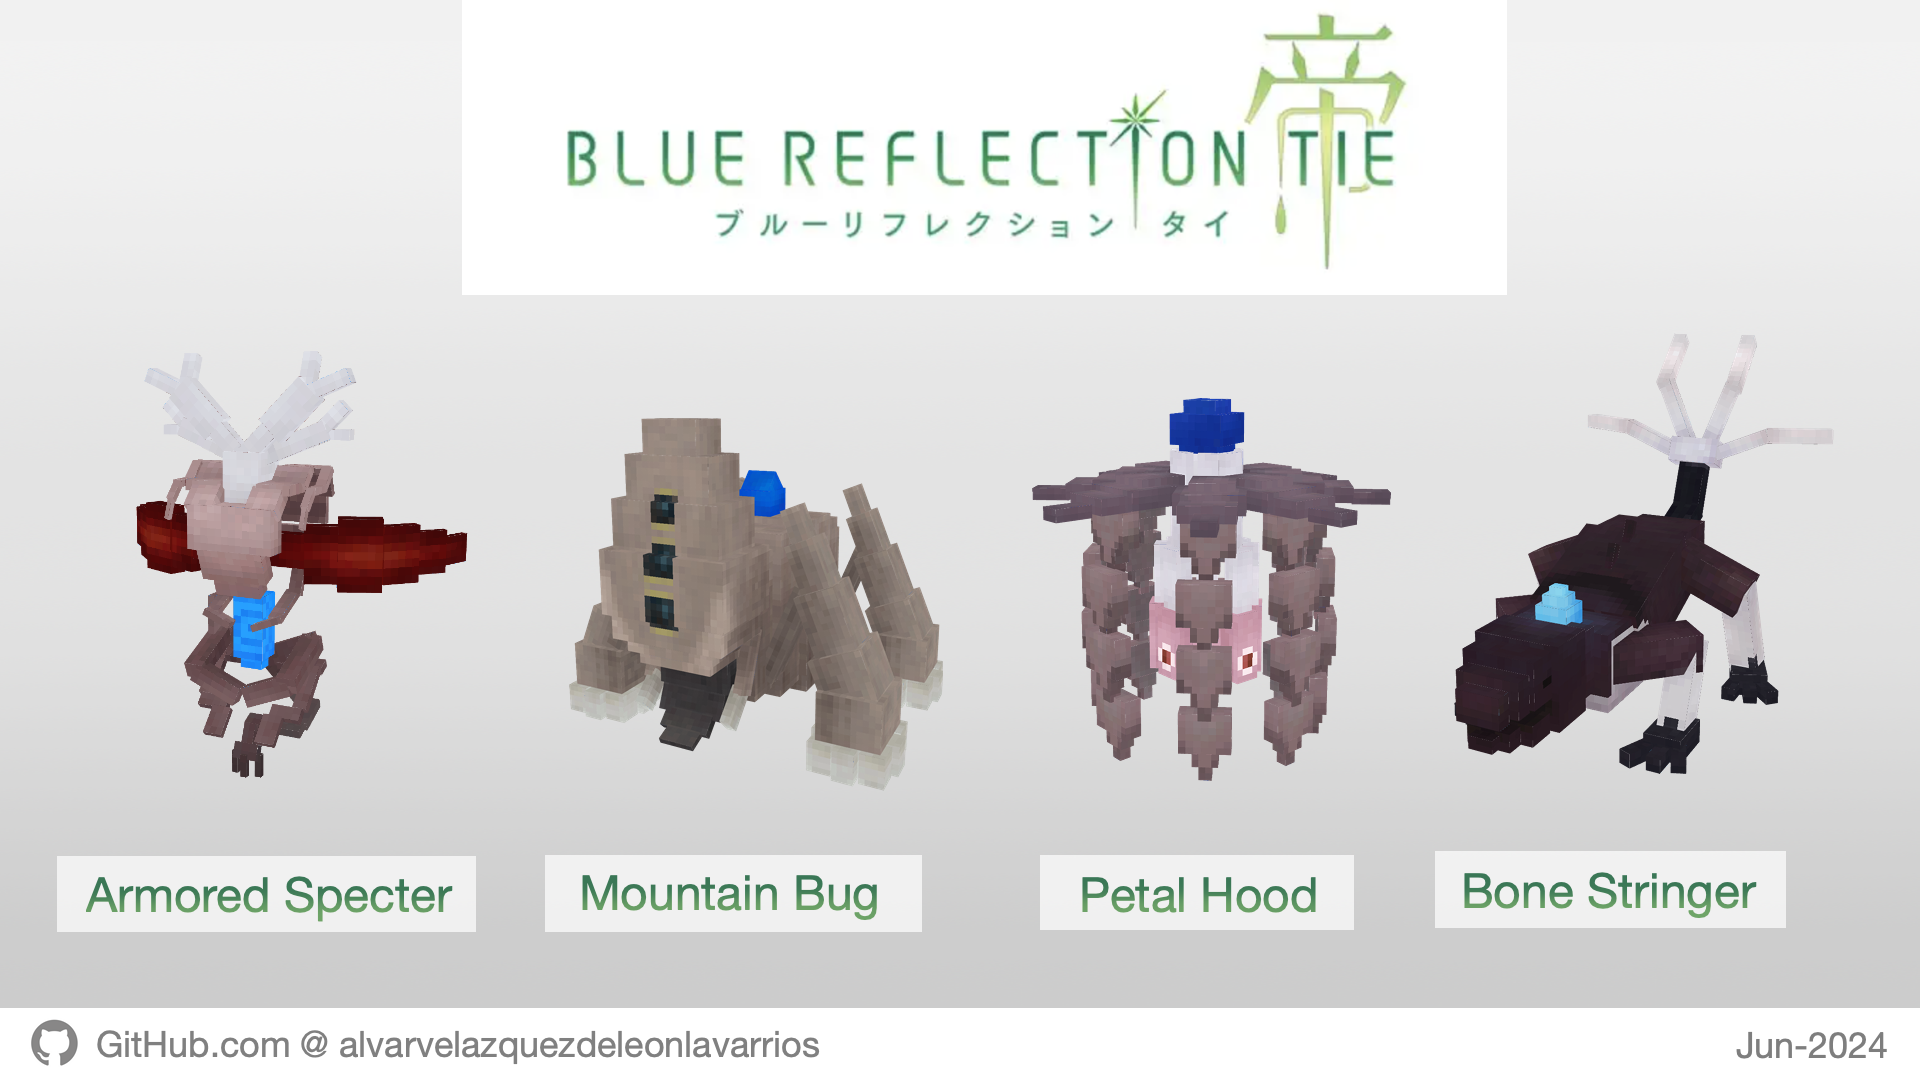 帝
BLUE REFLECTION TIE
ブルーリフレクション タイ
Armored Specter
Mountain Bug
Petal Hood
Bone Stringer
GitHub.com @ alvarvelazquezdeleonlavarrios
Jun-2024